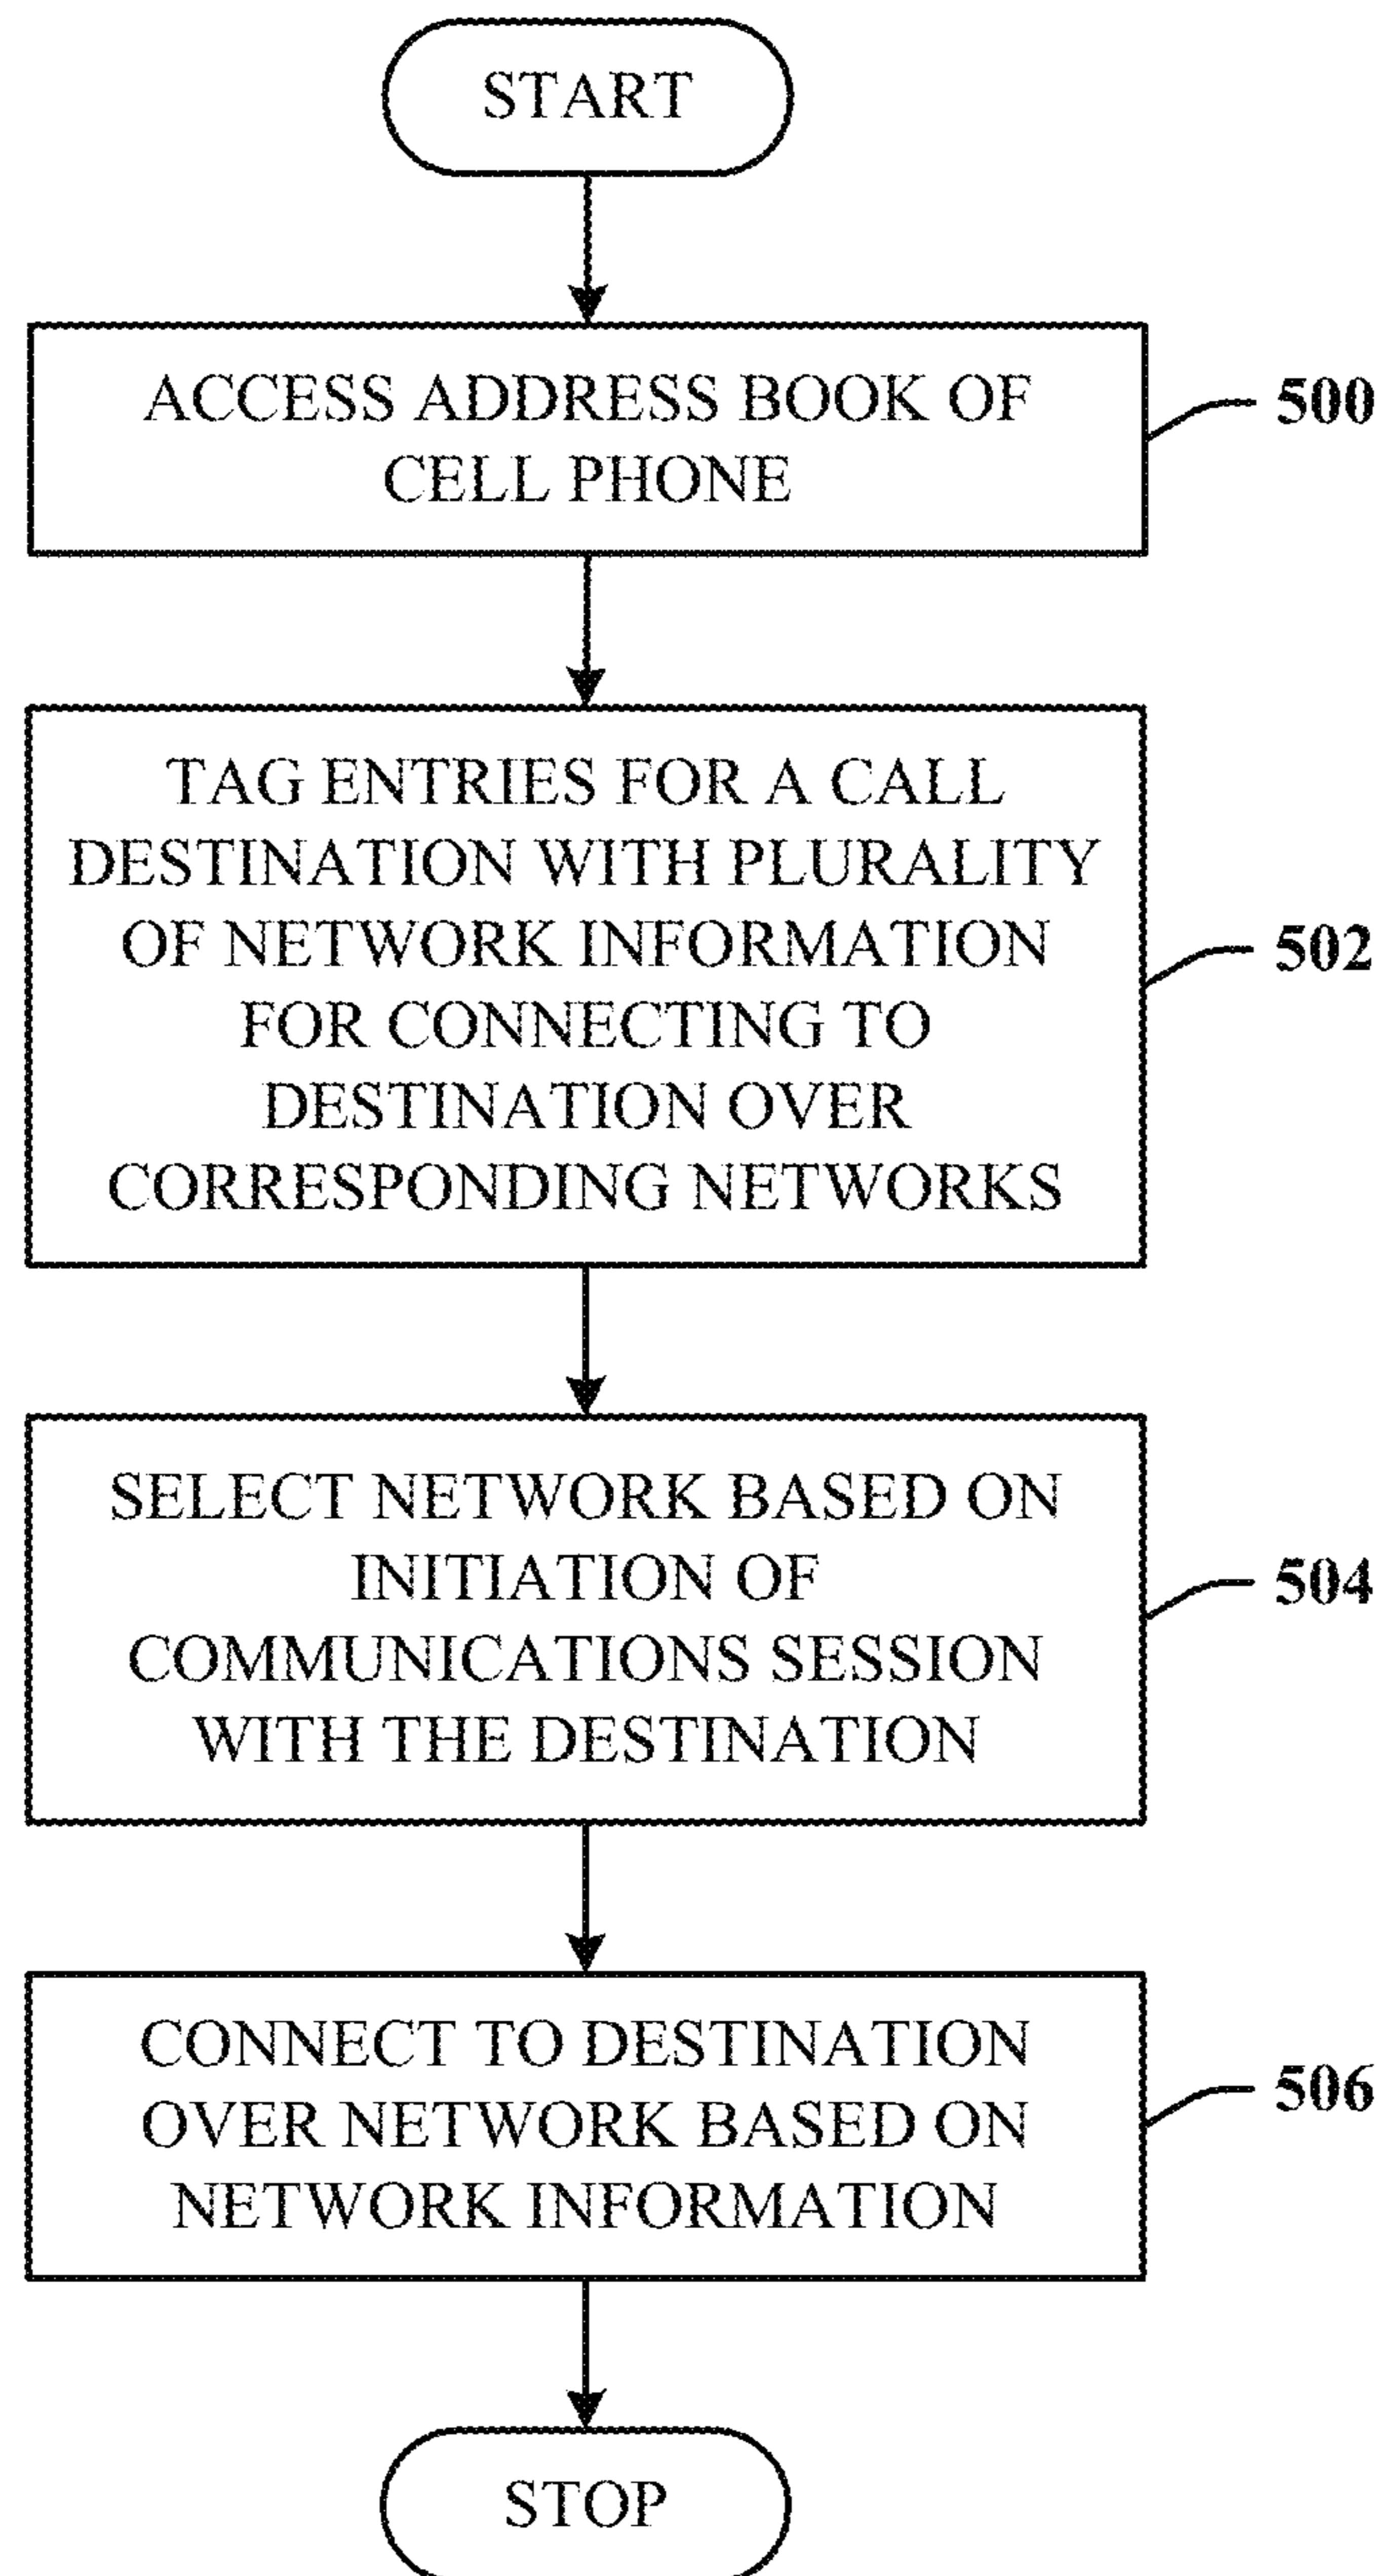 START
ACCESS ADDRESS BOOK OF
CELL PHONE
500
TAG ENTRIES FOR A CALL
DESTINATION WITH PLURALITY
OF NETWORK INFORMATION
FOR CONNECTING TO
DESTINATION OVER
CORRESPONDING NETWORKS
502
SELECT NETWORK BASED ON
INITIATION OF
COMMUNICATIONS SESSION
WITH THE DESTINATION
504
CONNECT TO DESTINATION
OVER NETWORK BASED ON
NETWORK INFORMATION
506
STOP